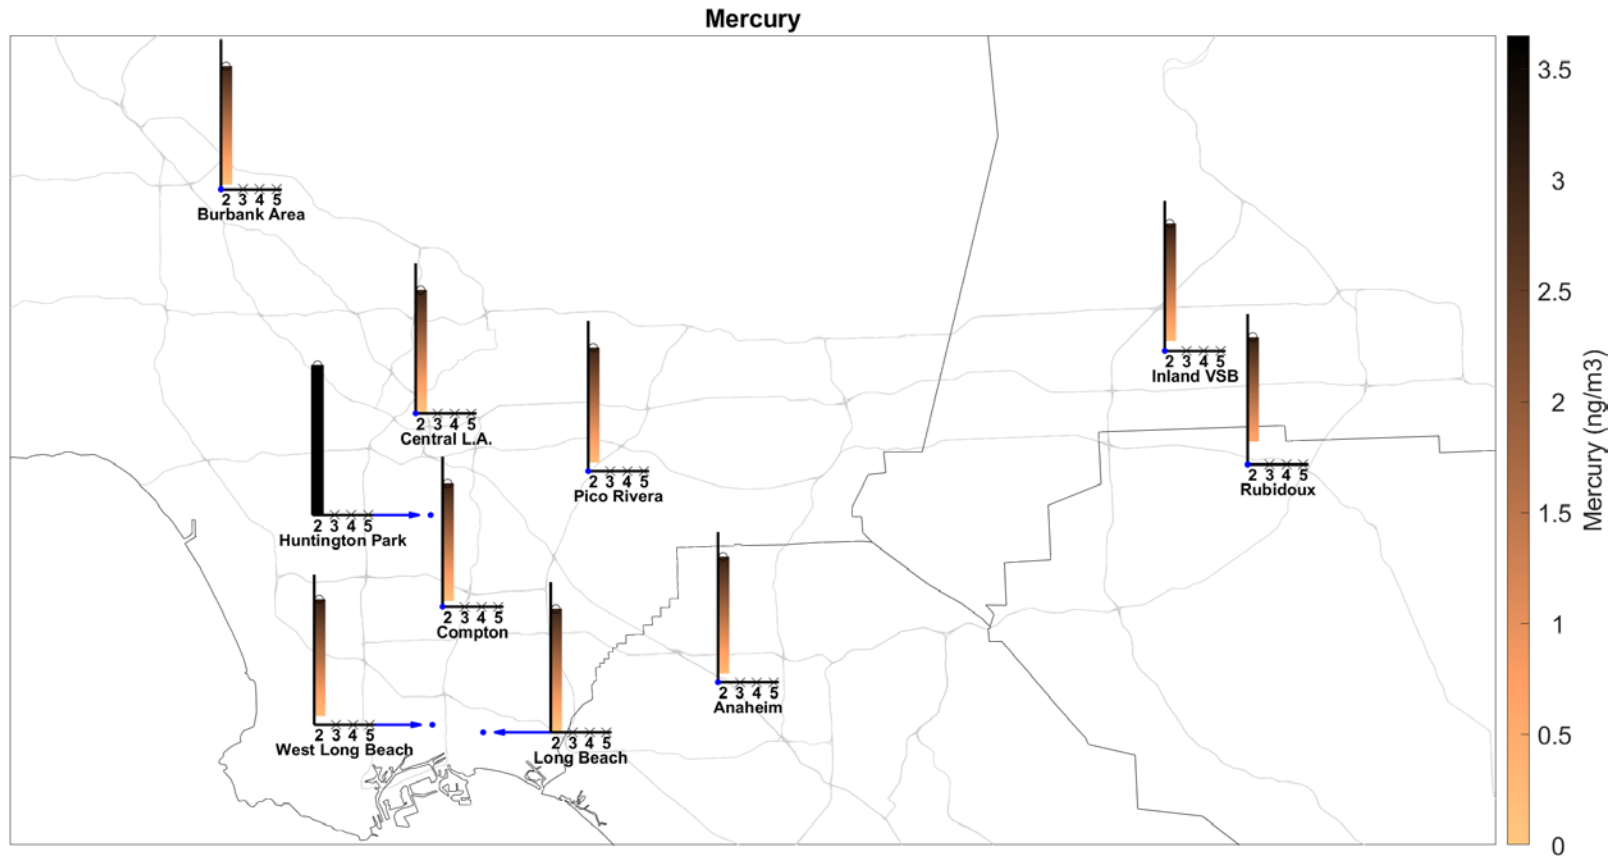 Mercury
3.5
3
2.5
2
1.5
1
0.5
0
Mercury (ng/m3)
2 3 4 5
Burbank Area
2 3 4 5
Central L.A.
2 3 4 5
Inland VSB
2 3 4 5
Pico Rivera
2 3 4 5
Rubidoux
2 3 4 5
Huntington Park
2 3 4 5
Compton
2 3 4 5
Anaheim
2 3 4 5
West Long Beach
2 3 4 5
Long Beach